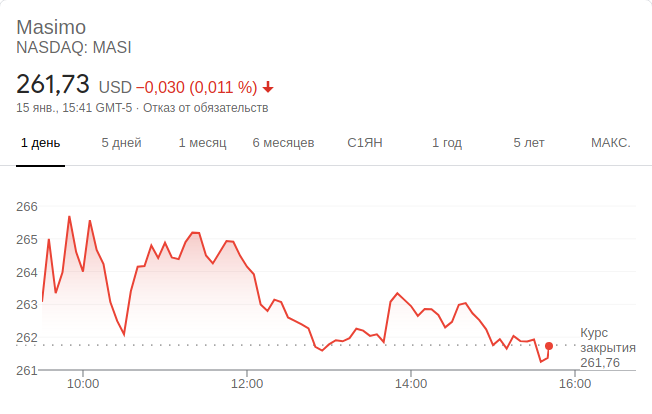 Masimo
NASDAQ: MASI
261,73 USD −0,030 (0,011 %)
15 янв., 15:41 GMT-5 · Отказ от обязательств
1 день 5 дней 1 месяц 6 месяцев С1ЯН 1 год 5 лет МАКС.
266
265
264
263
262
261
Курс
закрытия
261,76
10:00 12:00 14:00 16:00